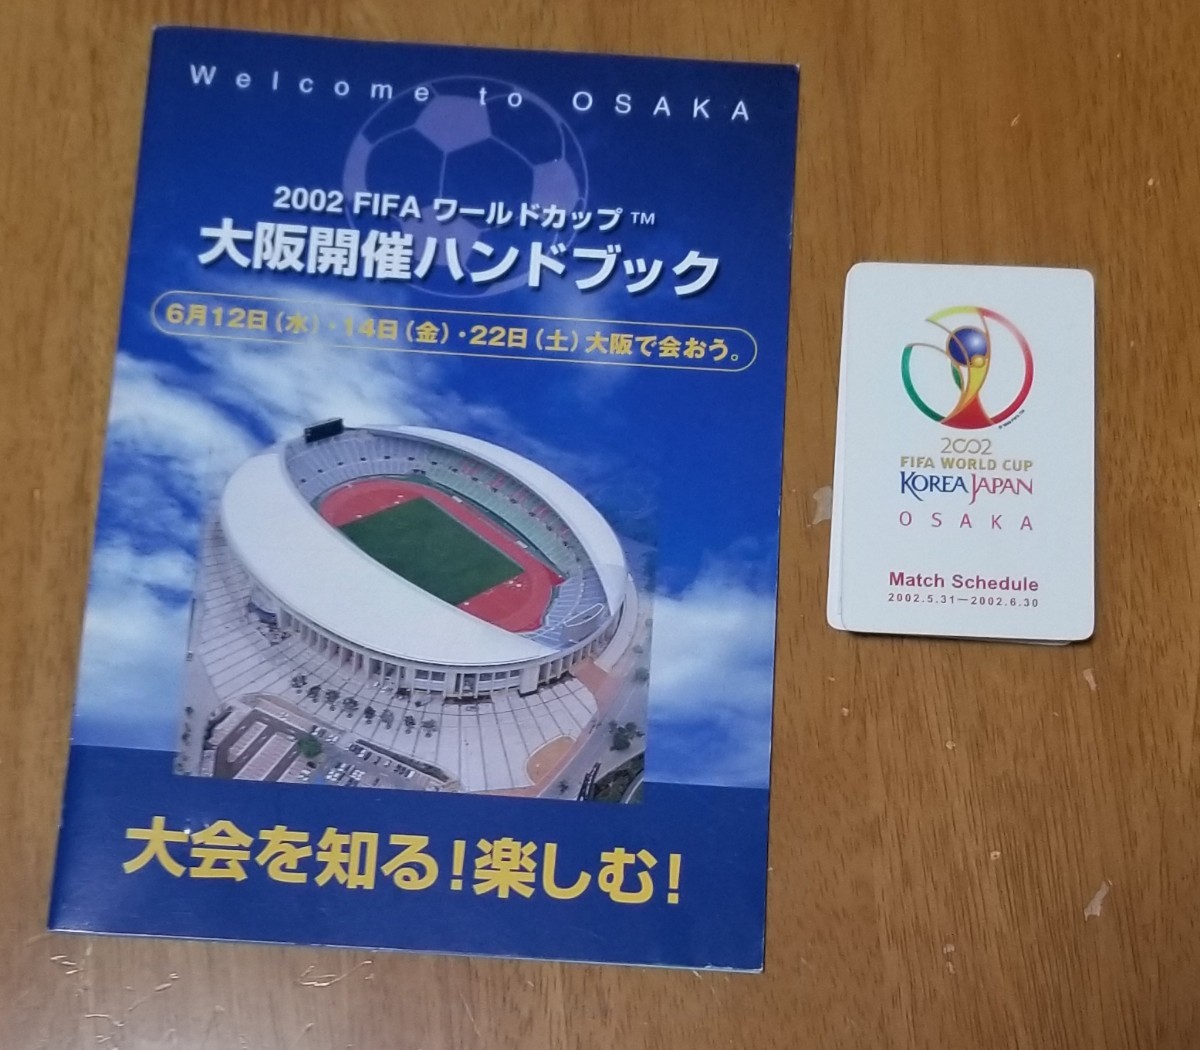 Welcome to OSAKA
2002 FIFA ワールドカップ™
大阪開催ハンドブック
6月12日(水)・14日(金)・22日(土)大阪で会おう。
大会を知る!楽しむ!
2002
FIFA WORLD CUP
KOREA JAPAN
OSAKA
Match Schedule
2002.5.31—2002.6.30